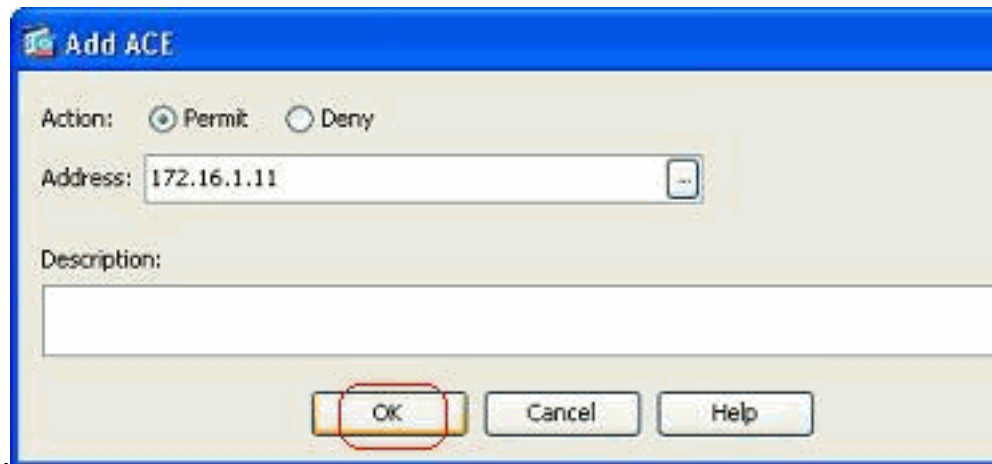 Add ACE
Action: Permit Deny
Address: 172.16.1.11 ...
Description:
OK Cancel Help